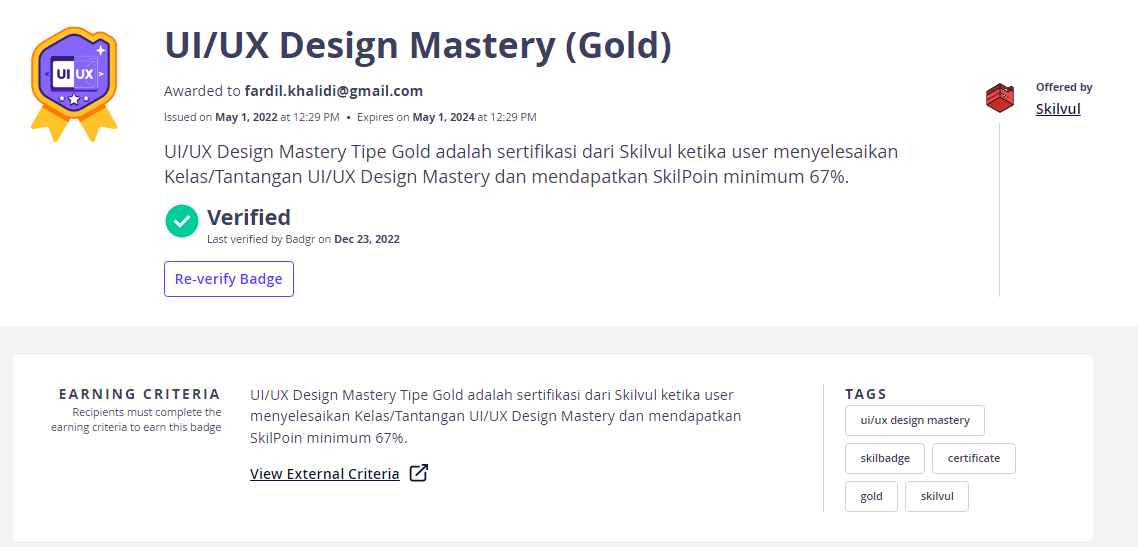 UI/UX Design Mastery (Gold)
Awarded to fardil.khalidi@gmail.com
Issued on May 1, 2022 at 12:29 PM • Expires on May 1, 2024 at 12:29 PM
UI/UX Design Mastery Tipe Gold adalah sertifikasi dari Skilvul ketika user menyelesaikan
Kelas/Tantangan UI/UX Design Mastery dan mendapatkan SkilPoin minimum 67%.
Verified
Last verified by Badgr on Dec 23, 2022
Re-verify Badge
Offered by
Skilvul
UI UX
EARNING CRITERIA
Recipients must complete the
earning criteria to earn this badge
UI/UX Design Mastery Tipe Gold adalah sertifikasi dari Skilvul ketika user
menyelesaikan Kelas/Tantangan UI/UX Design Mastery dan mendapatkan
SkilPoin minimum 67%.
View External Criteria
TAGS
ui/ux design mastery
skilbadge certificate
gold skilvul